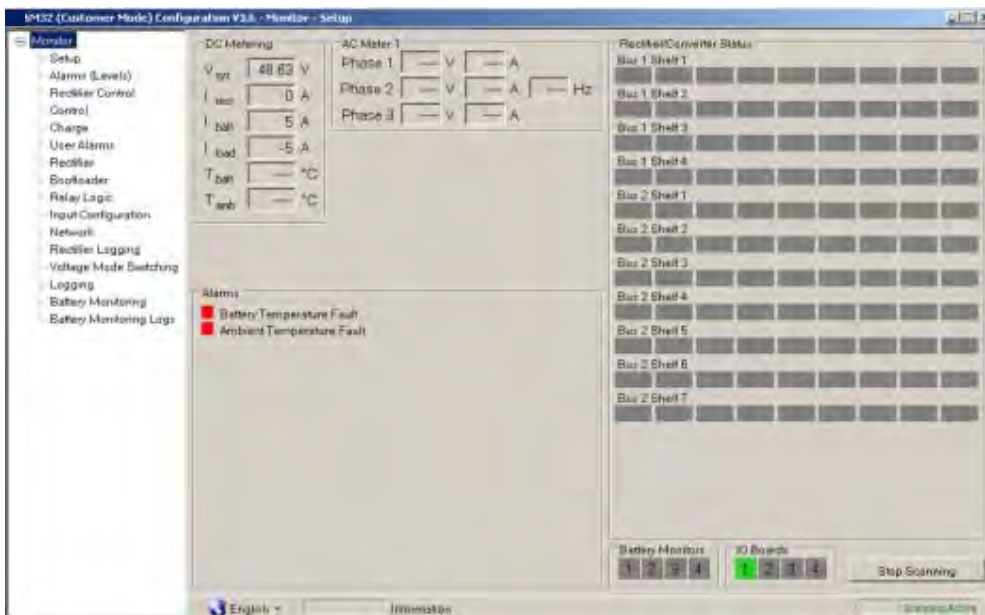 SM32 (Customer Mode) Configuration V3.6 - Monitor - Setup
Monitor
Setup
Alarms (Levels)
Rectifier Control
Control
Charge
User Alarms
Rectifier
Bootloader
Relay Logic
Input Configuration
Network
Rectifier Logging
Voltage Mode Switching
Logging
Battery Monitoring
Battery Monitoring Logs
DC Metering
V sys 48.63 V
I rect 0 A
I batt 5 A
I load -5 A
T batt --- °C
T amb --- °C
AC Meter 1
Phase 1 --- V --- A
Phase 2 --- V --- A --- Hz
Phase 3 --- V --- A
Alarms
Battery Temperature Fault
Ambient Temperature Fault
Rectifier/Converter Status
Bus 1 Shelf 1
Bus 1 Shelf 2
Bus 1 Shelf 3
Bus 1 Shelf 4
Bus 2 Shelf 1
Bus 2 Shelf 2
Bus 2 Shelf 3
Bus 2 Shelf 4
Bus 2 Shelf 5
Bus 2 Shelf 6
Bus 2 Shelf 7
Battery Monitors
1 2 3 4
IO Boards
1 2 3 4
Stop Scanning
English
Information
Scanning Active